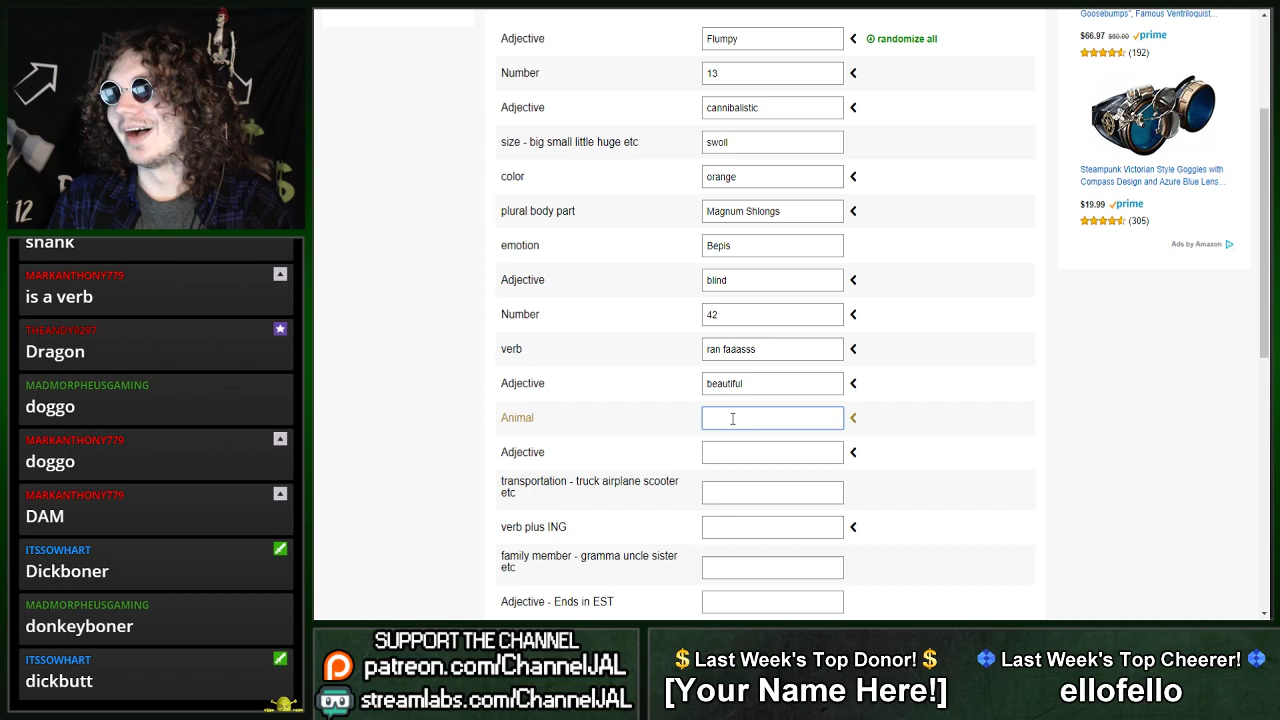 12
shank
MARKANTHONY779
is a verb
THEANDY9297
Dragon
MADMORPHEUSGAMING
doggo
MARKANTHONY779
doggo
MARKANTHONY779
DAM
ITSSOWHART
Dickboner
MADMORPHEUSGAMING
donkeyboner
ITSSOWHART
dickbutt
Adjective Flumpy randomize all
Number 13
Adjective cannibalistic
size - big small little huge etc swoll
color orange
plural body part Magnum Shlongs
emotion Bepis
Adjective blind
Number 42
verb ran faaasss
Adjective beautiful
Animal
Adjective
transportation - truck airplane scooter
etc
verb plus ING
family member - gramma uncle sister
etc
Adjective - Ends in EST
Goosebumps", Famous Ventriloquist...
$66.97 $80.00 prime
(192)
Steampunk Victorian Style Goggles with
Compass Design and Azure Blue Lens...
$19.99 prime
(305)
Ads by Amazon
SUPPORT THE CHANNEL
patreon.com/ChannelJAL
streamlabs.com/ChannelJAL
$ Last Week's Top Donor! $
[Your Name Here!]
Last Week's Top Cheerer!
ellofello